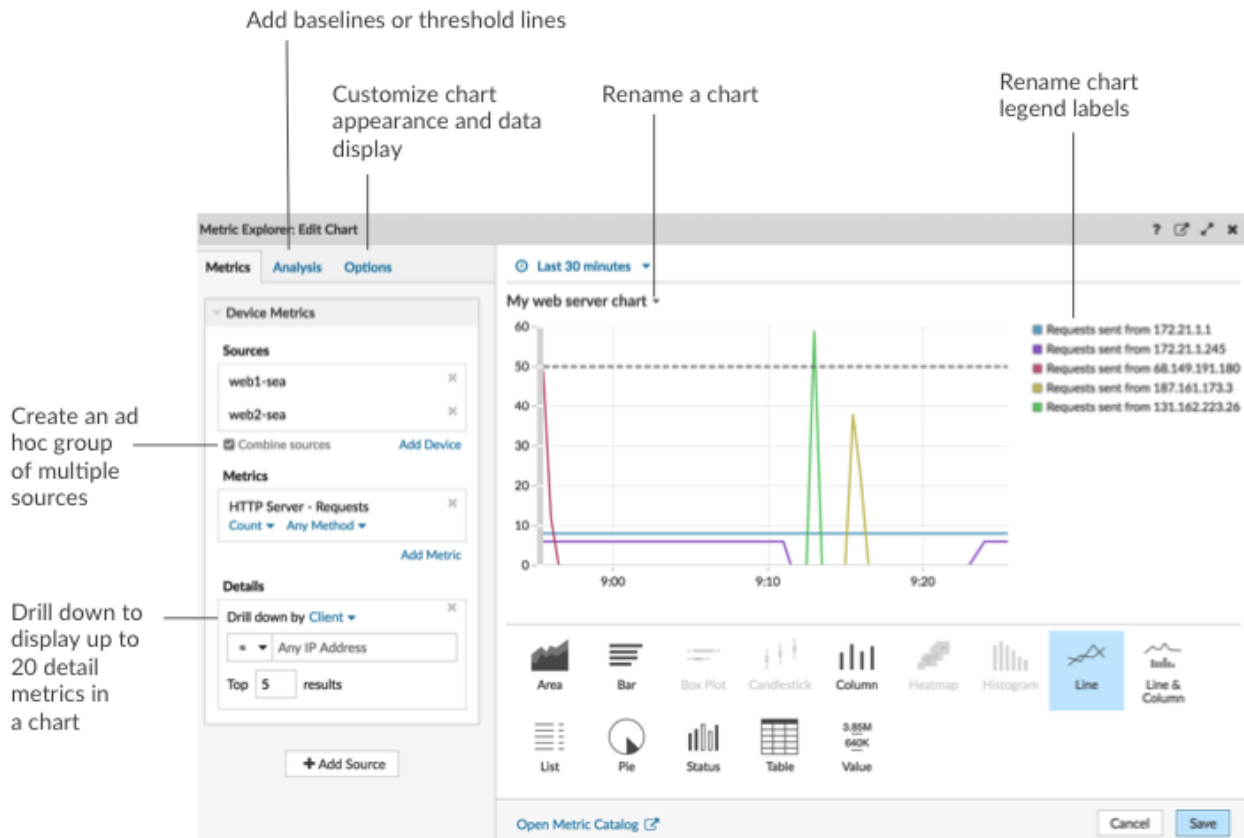 Add baselines or threshold lines
Customize chart
appearance and data
display
Rename a chart
Rename chart
legend labels
Metric Explorer: Edit Chart
?
Metrics Analysis Options
Last 30 minutes
Device Metrics
My web server chart
Sources
web1-sea
web2-sea
Combine sources Add Device
Create an ad
hoc group
of multiple
sources
Metrics
HTTP Server - Requests
Count Any Method
Add Metric
Details
Drill down by Client
= Any IP Address
Top 5 results
Drill down to
display up to
20 detail
metrics in
a chart
+ Add Source
60
50
40
30
20
10
0
9:00 9:10 9:20
Requests sent from 172.21.1.1
Requests sent from 172.21.1.245
Requests sent from 68.149.191.180
Requests sent from 187.161.173.3
Requests sent from 131.162.223.26
Area Bar Box Plot Candlestick Column Heatmap Histogram Line Line &
Column
3.85M
640K
List Pie Status Table Value
Open Metric Catalog
Cancel Save